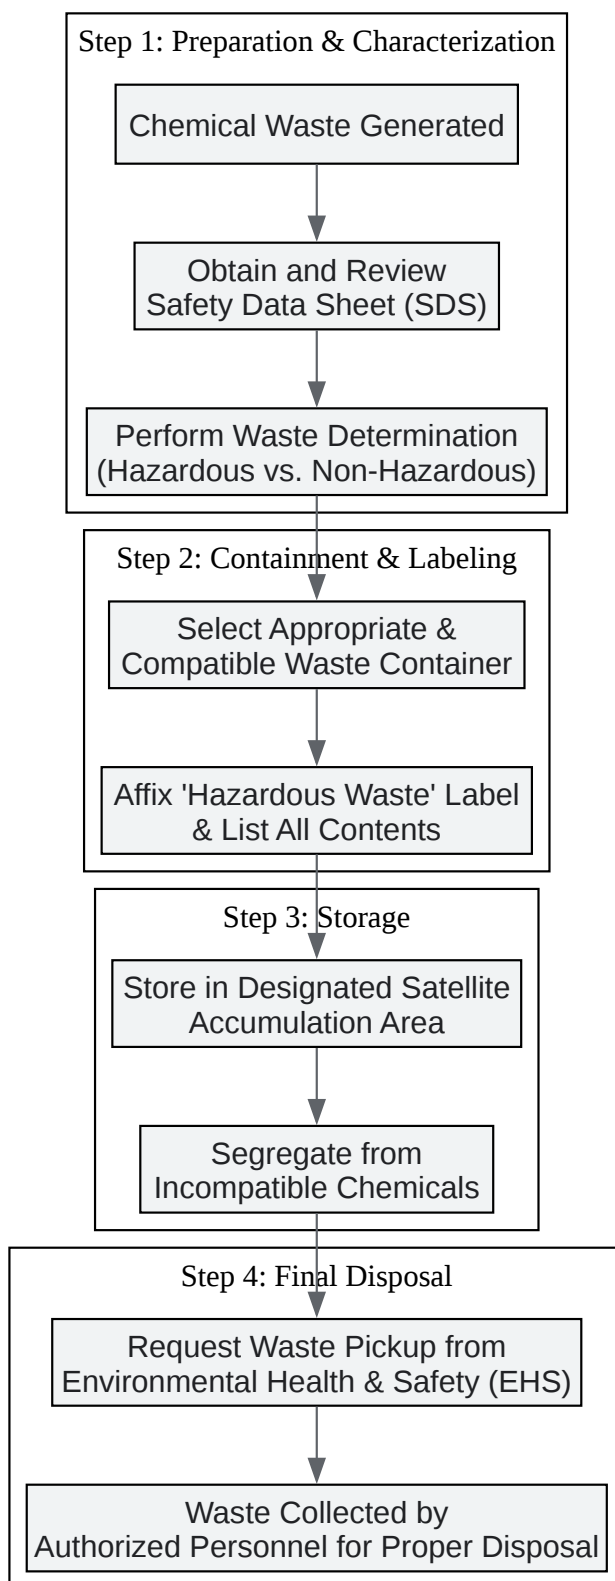 Step 1: Preparation & Characterization
Chemical Waste Generated
Obtain and Review
Safety Data Sheet (SDS)
Perform Waste Determination
(Hazardous vs. Non-Hazardous)
Step 2: Containment & Labeling
Select Appropriate &
Compatible Waste Container
Affix 'Hazardous Waste' Label
& List All Contents
Step 3: Storage
Store in Designated Satellite
Accumulation Area
Segregate from
Incompatible Chemicals
Step 4: Final Disposal
Request Waste Pickup from
Environmental Health & Safety (EHS)
Waste Collected by
Authorized Personnel for Proper Disposal